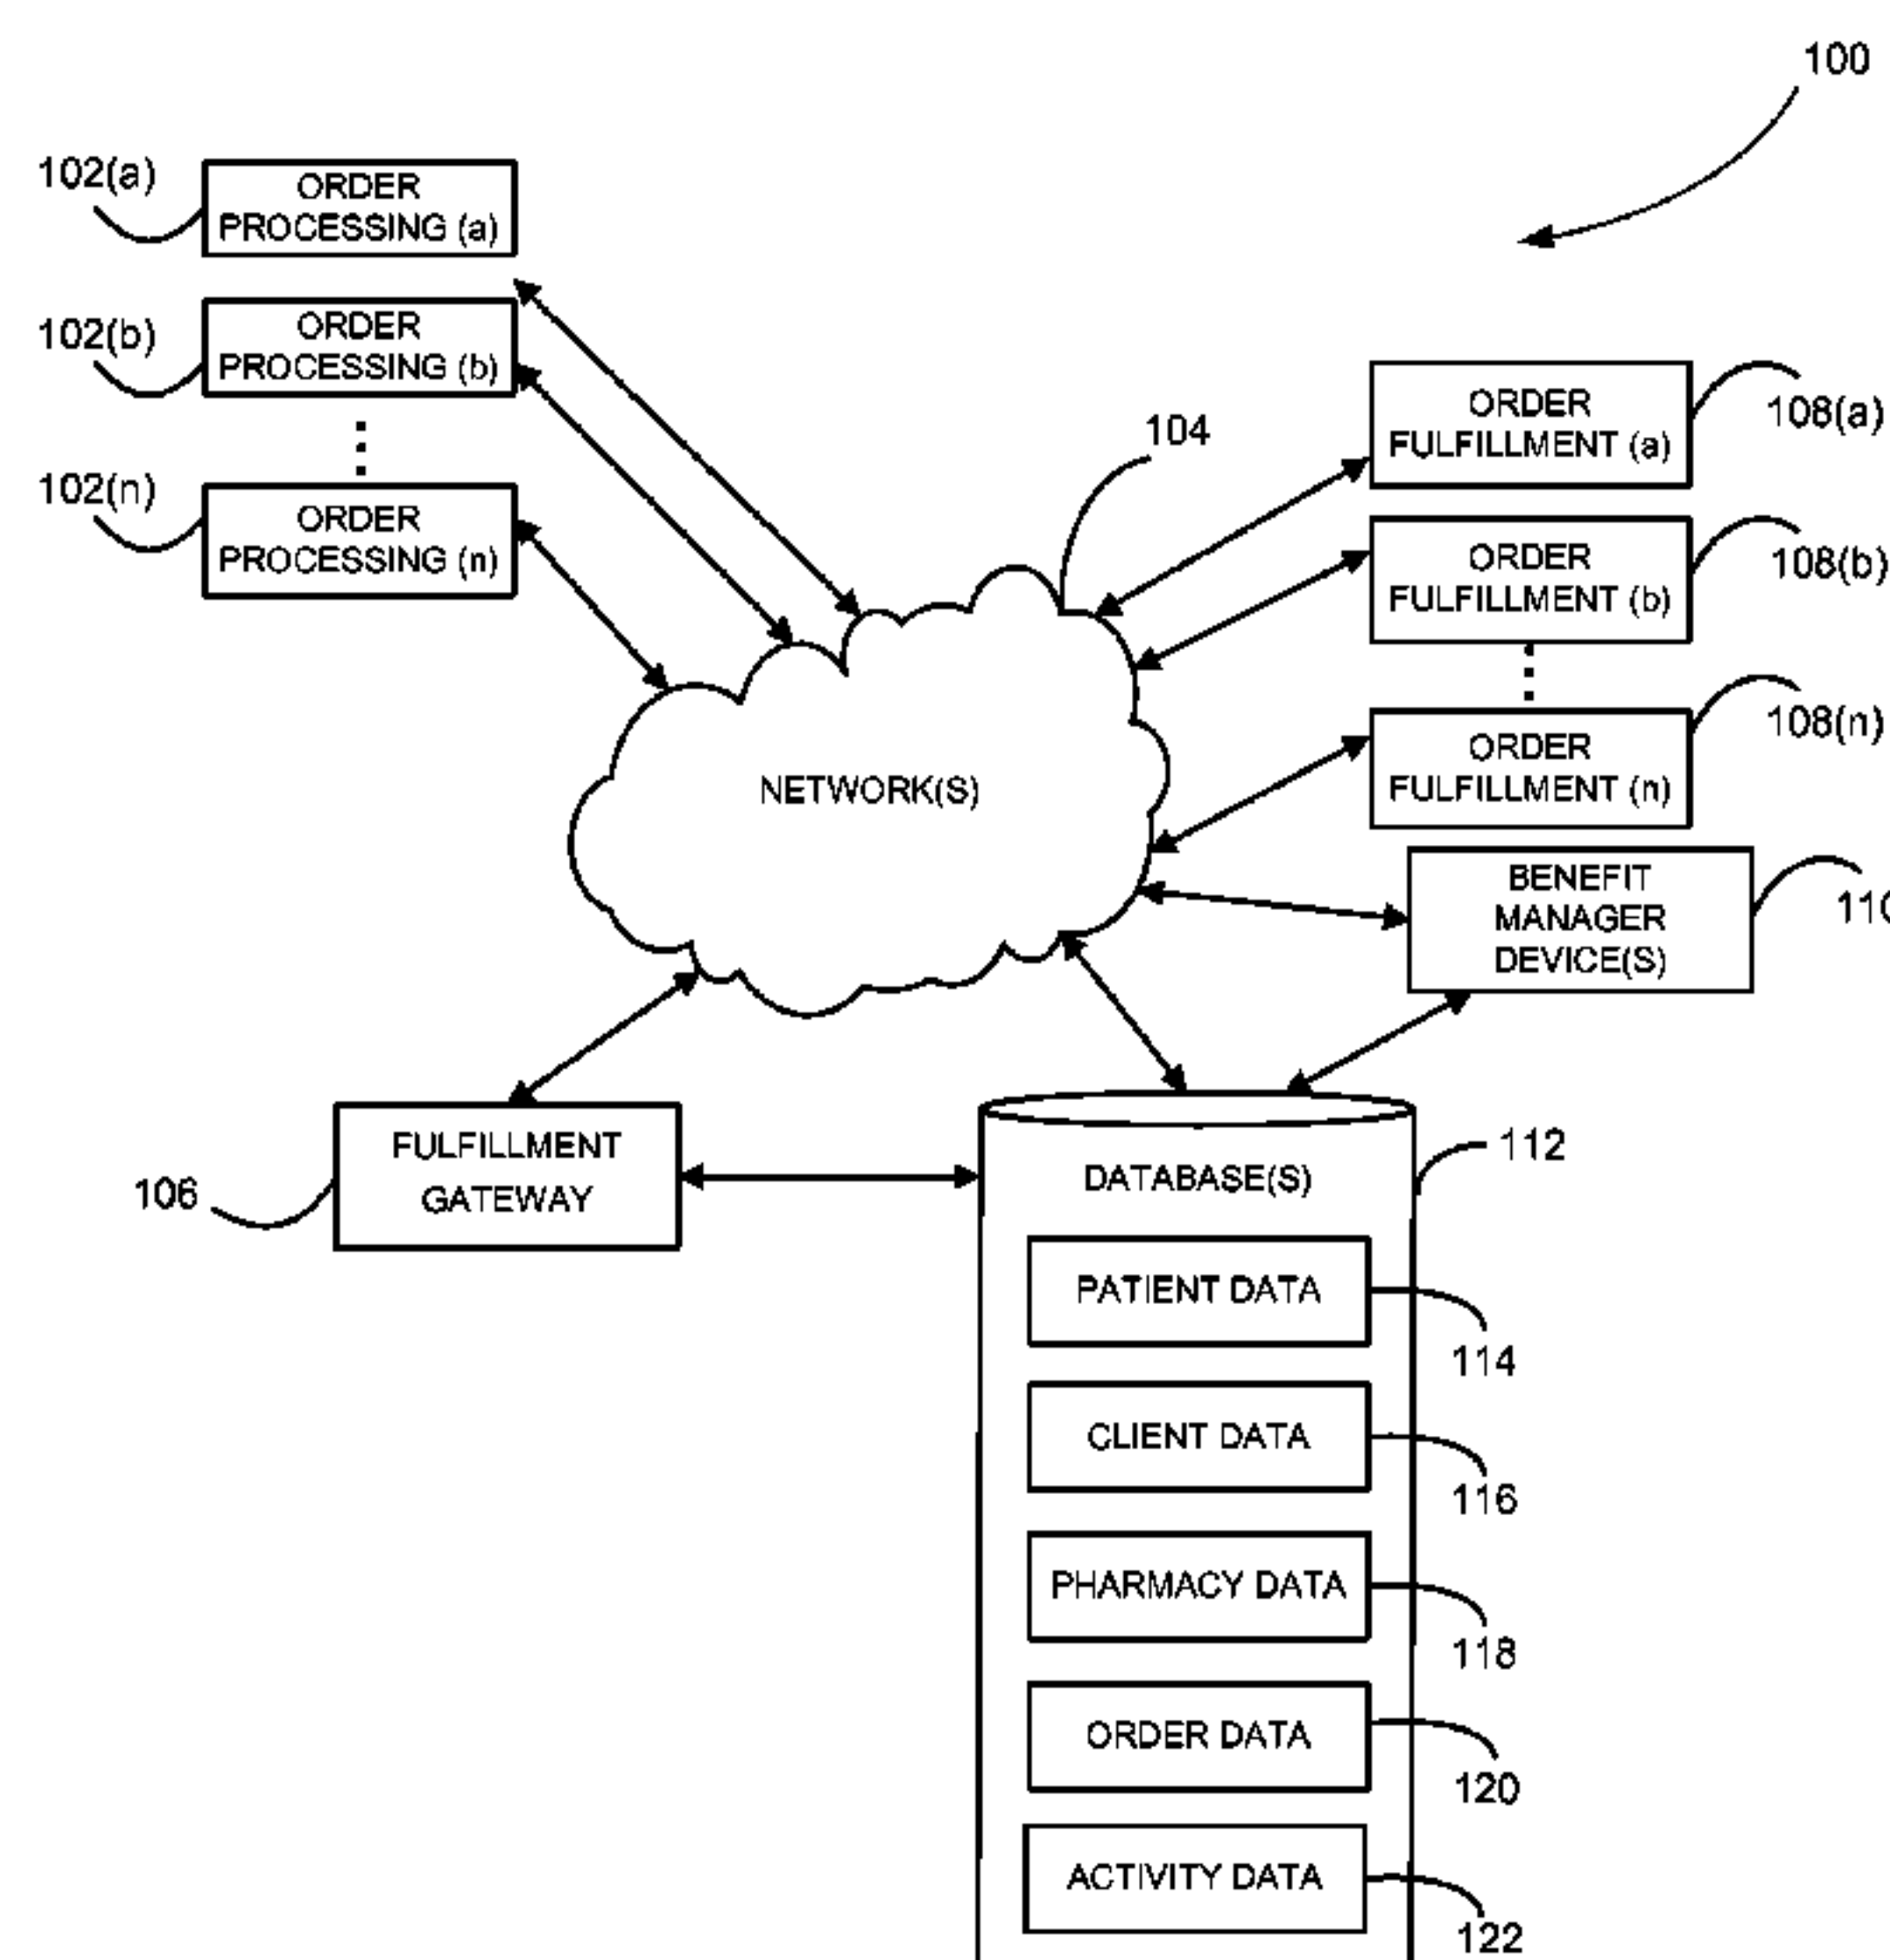 100
102(a)
ORDER
PROCESSING (a)
102(b)
ORDER
PROCESSING (b)
102(n)
ORDER
PROCESSING (n)
104
ORDER
FULFILLMENT (a)
108(a)
ORDER
FULFILLMENT (b)
108(b)
ORDER
FULFILLMENT (n)
108(n)
NETWORK(S)
BENEFIT
MANAGER
DEVICE(S)
110
FULFILLMENT
GATEWAY
106
DATABASE(S)
112
PATIENT DATA
114
CLIENT DATA
116
PHARMACY DATA
118
ORDER DATA
120
ACTIVITY DATA
122